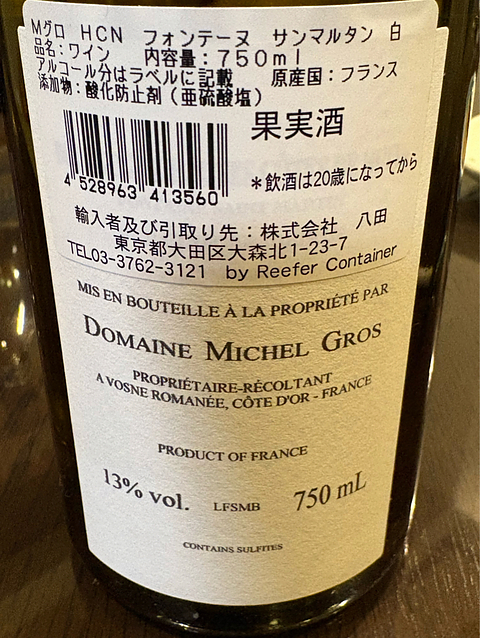 Mグロ HCN フォンテーヌ サンマルタン 白
品名：ワイン 内容量：750ml
アルコール分はラベルに記載 原産国：フランス
添加物：酸化防止剤（亜硫酸塩）
果実酒
4 528963 413560
＊飲酒は20歳になってから
輸入者及び引取り先：株式会社 八田
東京都大田区大森北1-23-7
TEL03-3762-3121 by Reefer Container
MIS EN BOUTEILLE À LA PROPRIÉTÉ PAR
DOMAINE MICHEL GROS
PROPRIÉTAIRE-RÉCOLTANT
A VOSNE ROMANÉE, CÔTE D'OR - FRANCE
PRODUCT OF FRANCE
13% vol. LFSMB 750 mL
CONTAINS SULFITES